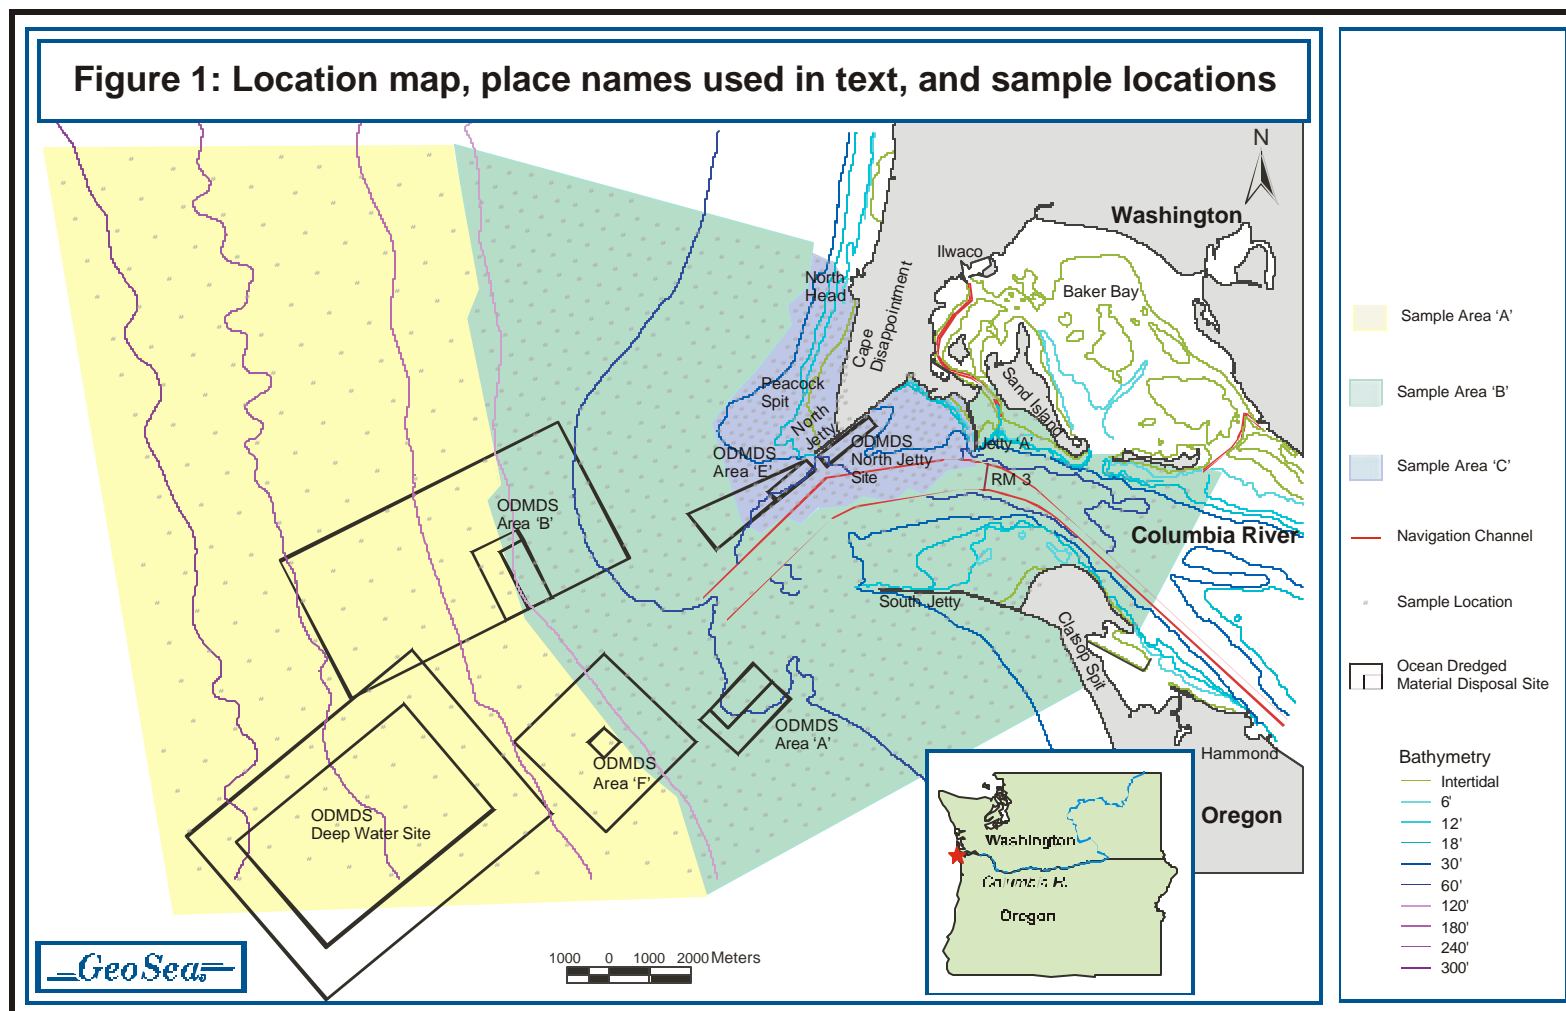 Figure 1: Location map, place names used in text, and sample locations
N
Washington
Ilwaco
Baker Bay
North
Head
Cape
Disappointment
Sand Island
Peacock
Spit
North
Jetty
ODMDS
Area ‘E’
ODMDS
North Jetty
Site
Jetty ‘A’
RM 3
ODMDS
Area ‘B’
Columbia River
South Jetty
Clatsop Spit
ODMDS
Area ‘A’
ODMDS
Area ‘F’
Hammond
Oregon
ODMDS
Deep Water Site
Washington
Columbia R.
Oregon
GeoSea
1000 0 1000 2000 Meters
Sample Area ‘A’
Sample Area ‘B’
Sample Area ‘C’
Navigation Channel
Sample Location
Ocean Dredged
Material Disposal Site
Bathymetry
Intertidal
6'
12'
18'
30'
60'
120'
180'
240'
300'